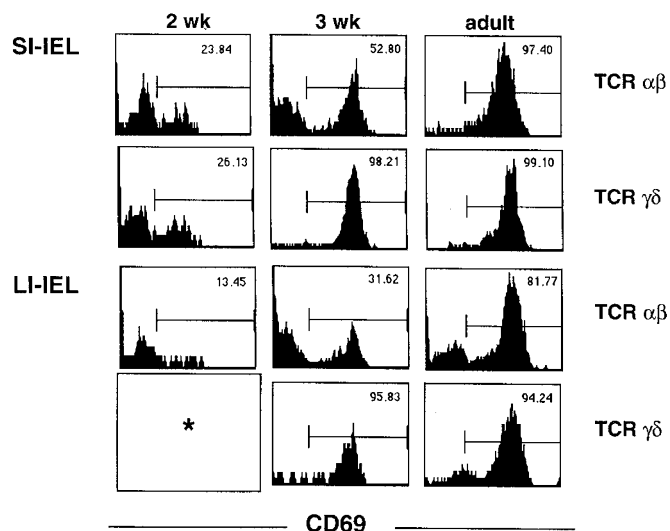 2 wk 3 wk adult
SI-IEL
23.84 52.80 97.40 TCR αβ
26.13 98.21 99.10 TCR γδ
LI-IEL
13.45 31.62 81.77 TCR αβ
* 95.83 94.24 TCR γδ
CD69